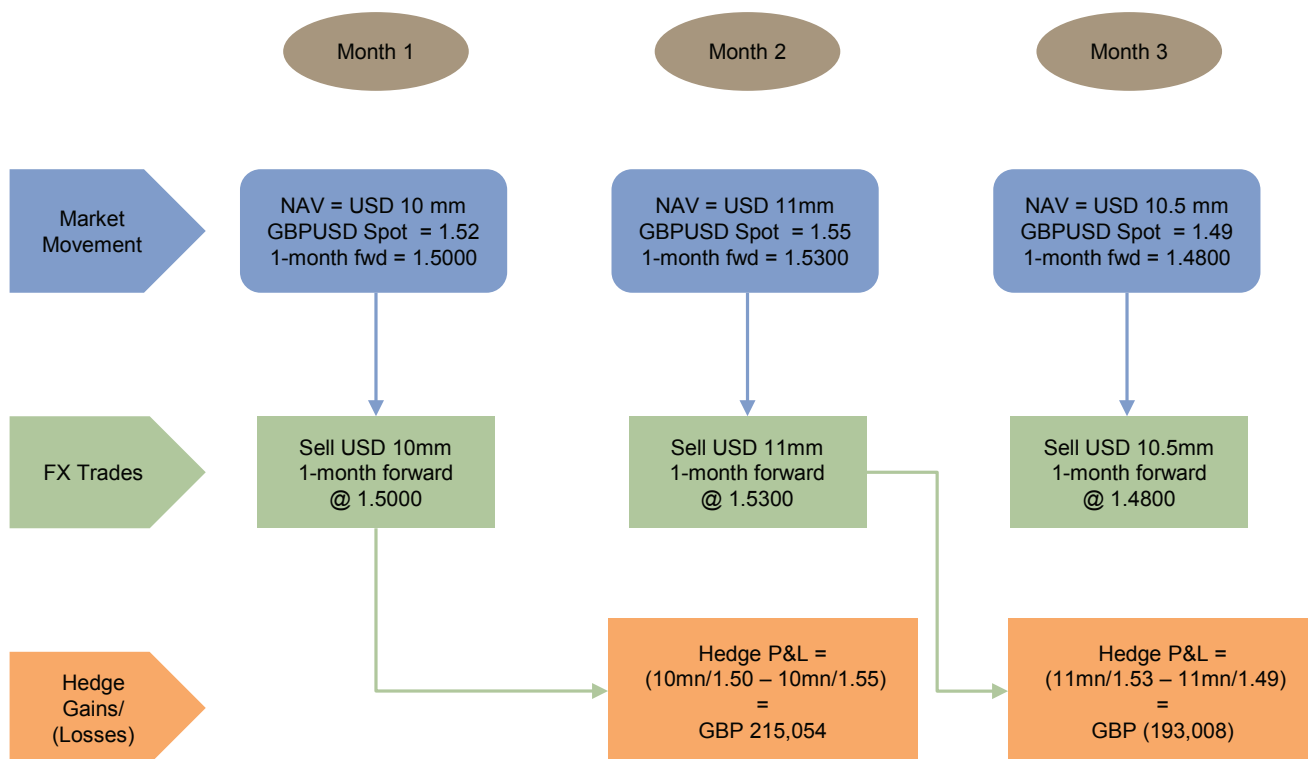 Month 1
Month 2
Month 3
Market
Movement
NAV = USD 10 mm
GBPUSD Spot  = 1.52
1-month fwd = 1.5000
NAV = USD 11mm
GBPUSD Spot  = 1.55
1-month fwd = 1.5300
NAV = USD 10.5 mm
GBPUSD Spot  = 1.49
1-month fwd = 1.4800
FX Trades
Sell USD 10mm
1-month forward
@ 1.5000
Sell USD 11mm
1-month forward
@ 1.5300
Sell USD 10.5mm
1-month forward
@ 1.4800
Hedge
Gains/
(Losses)
Hedge P&L =
(10mn/1.50 – 10mn/1.55)
=
GBP 215,054
Hedge P&L =
(11mn/1.53 – 11mn/1.49)
=
GBP (193,008)